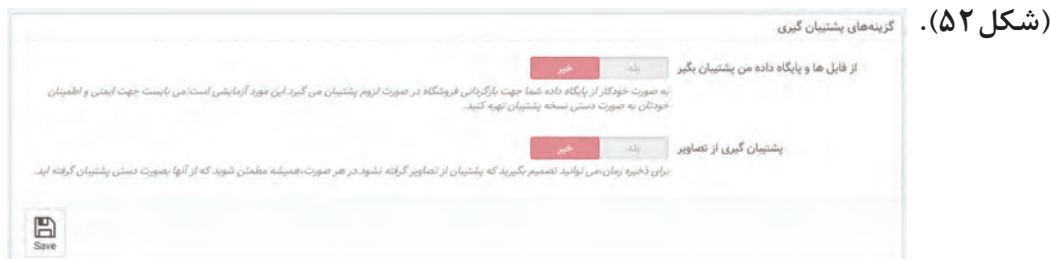 (شکل ۵۲).
گزینه‌های پشتیبان گیری
از فایل ها و پایگاه داده من پشتیبان بگیر
بله
خیر
به صورت خودکار از پایگاه داده شما جهت بازگردانی فروشگاه در صورت لزوم پشتیبان می گیرد.این مورد آزمایشی است:می بایست جهت ایمنی و اطمینان
خودتان به صورت دستی نسخه پشتیبان تهیه کنید.
پشتیبان گیری از تصاویر
بله
خیر
برای ذخیره زمان،می توانید تصمیم بگیرید که پشتیبان از تصاویر گرفته نشود.در هر صورت،همیشه مطمئن شوید که از آنها بصورت دستی پشتیبان گرفته اید.
Save